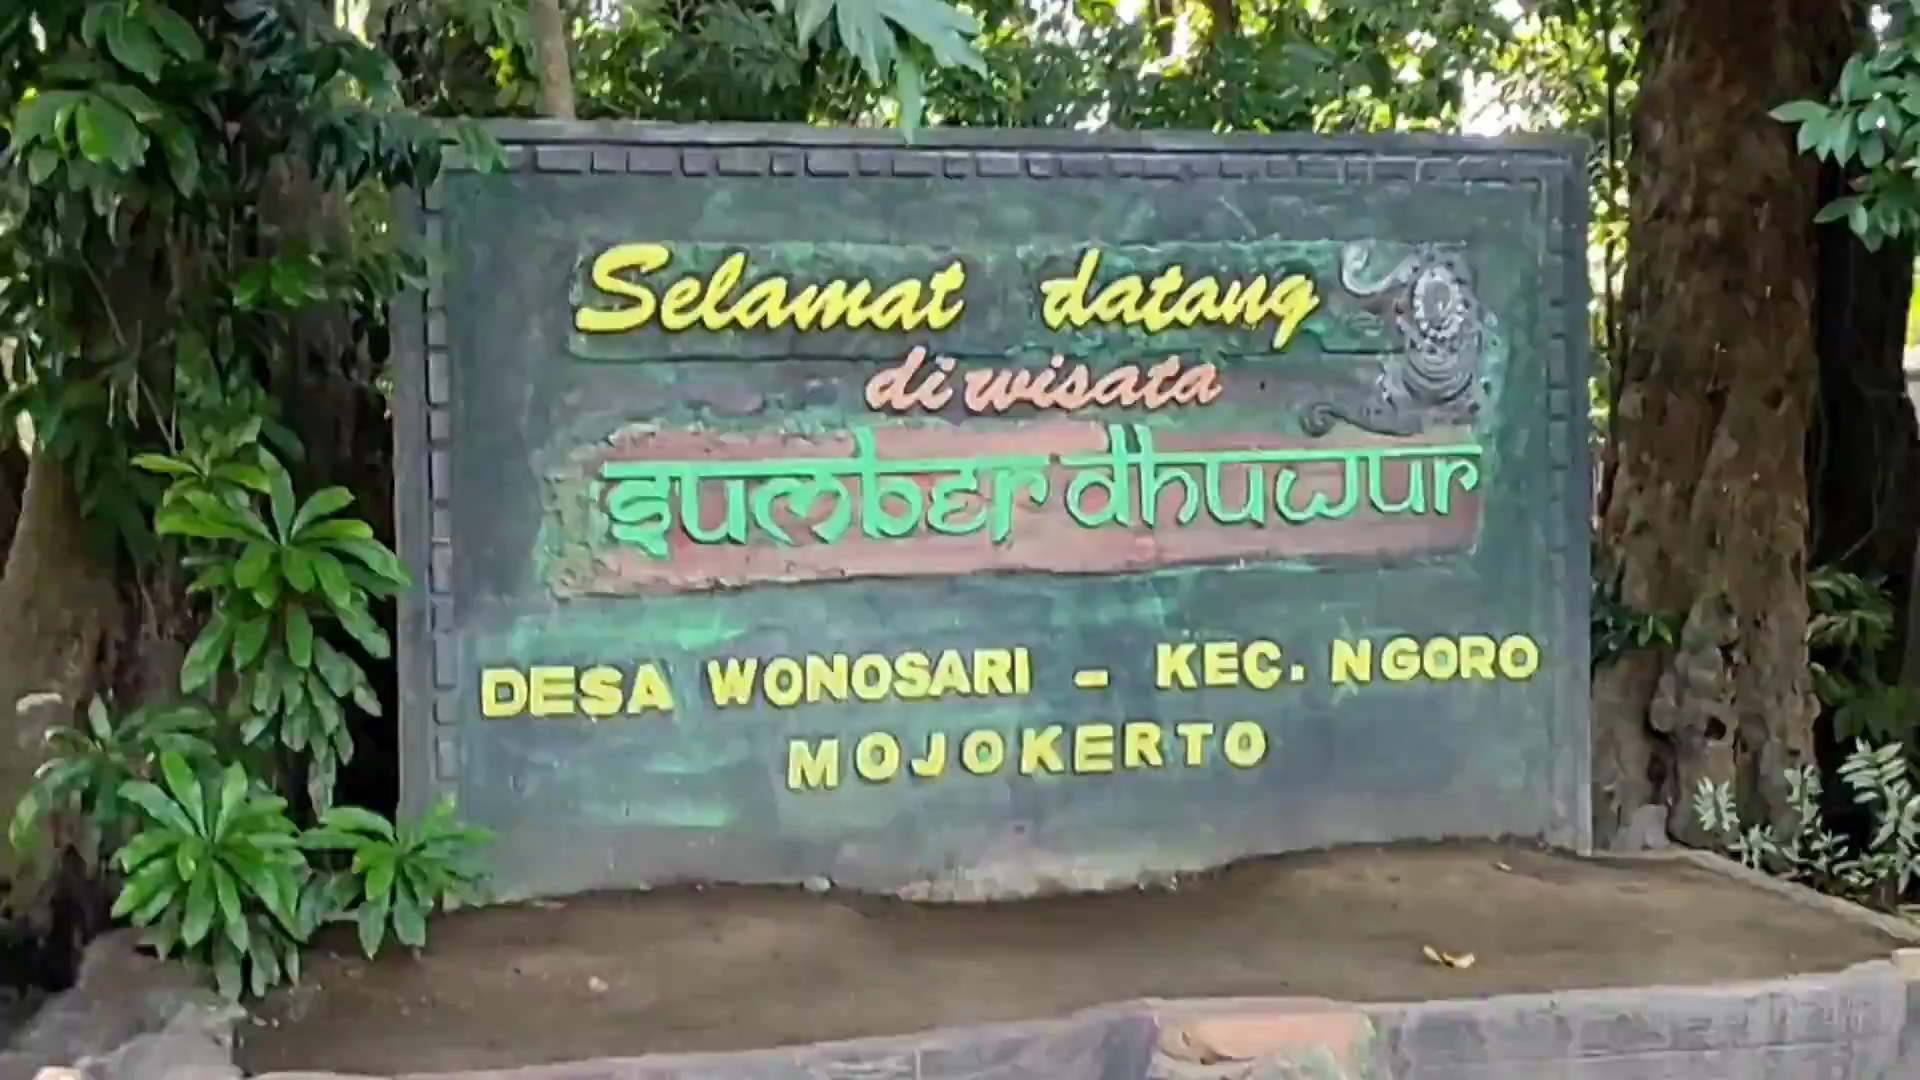 Selamat datang
di wisata
sumber dhuwur
DESA WONOSARI - KEC. NGORO
MOJOKERTO